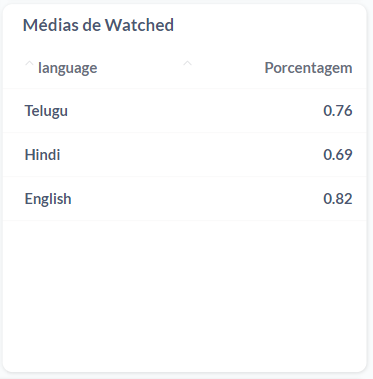 Médias de Watched
language Porcentagem
Telugu 0.76
Hindi 0.69
English 0.82